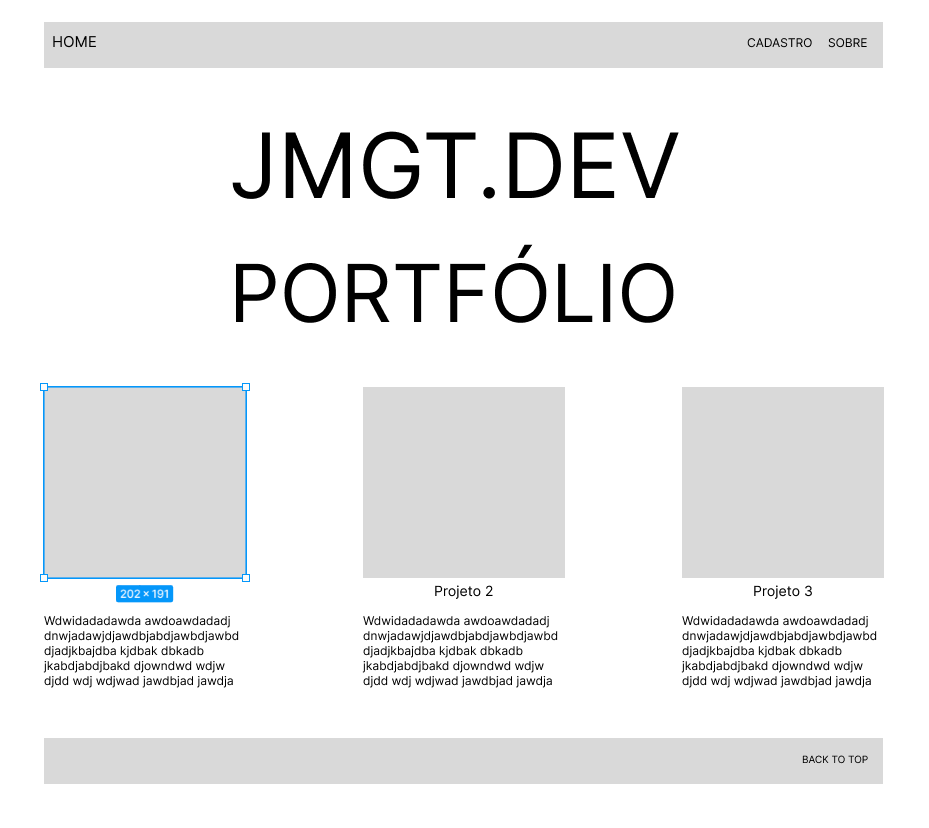 HOME
CADASTRO SOBRE
JMGT.DEV
PORTFÓLIO
202 × 191
Projeto 2
Projeto 3
Wdwidadadawda awdoawdadadj
dnwjadawjdjawdbjabdjawbdjawbd
djadjkbajdba kjdbak dbkadb
jkabdjabdjbakd djowndwd wdjw
djdd wdj wdjwad jawdbjad jawdja
Wdwidadadawda awdoawdadadj
dnwjadawjdjawdbjabdjawbdjawbd
djadjkbajdba kjdbak dbkadb
jkabdjabdjbakd djowndwd wdjw
djdd wdj wdjwad jawdbjad jawdja
Wdwidadadawda awdoawdadadj
dnwjadawjdjawdbjabdjawbdjawbd
djadjkbajdba kjdbak dbkadb
jkabdjabdjbakd djowndwd wdjw
djdd wdj wdjwad jawdbjad jawdja
BACK TO TOP